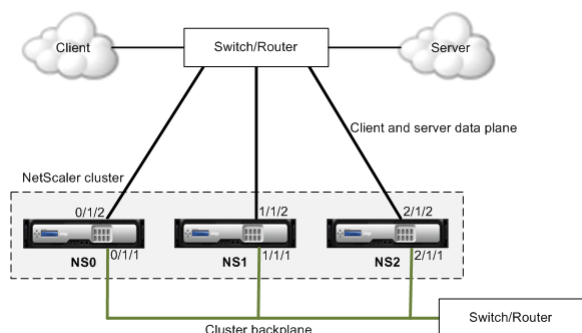 Client
Switch/Router
Server
Client and server data plane
NetScaler cluster
0/1/2
1/1/2
2/1/2
NS0
0/1/1
NS1
1/1/1
NS2
2/1/1
Switch/Router
Cluster backplane